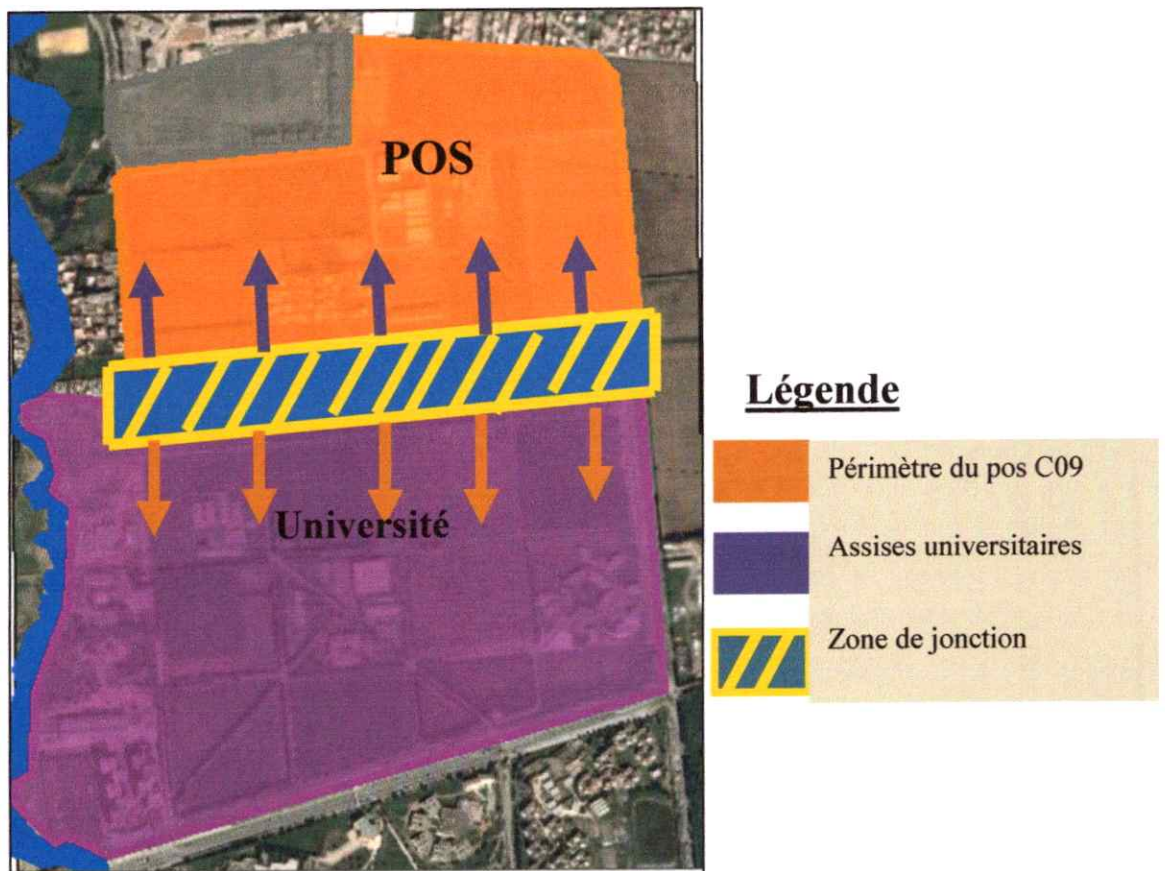 POS
Université
Légende
Périmètre du pos C09
Assises universitaires
Zone de jonction